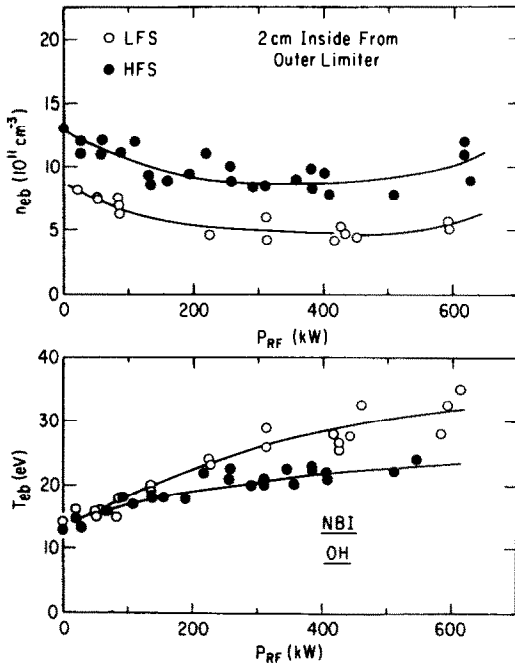 20
15
10
5
0
LFS
HFS
2 cm Inside From
Outer Limiter
n_eb (10^11 cm^-3)
0 200 400 600
P_RF (kW)
40
30
20
10
0
T_eb (eV)
NBI
OH
0 200 400 600
P_RF (kW)